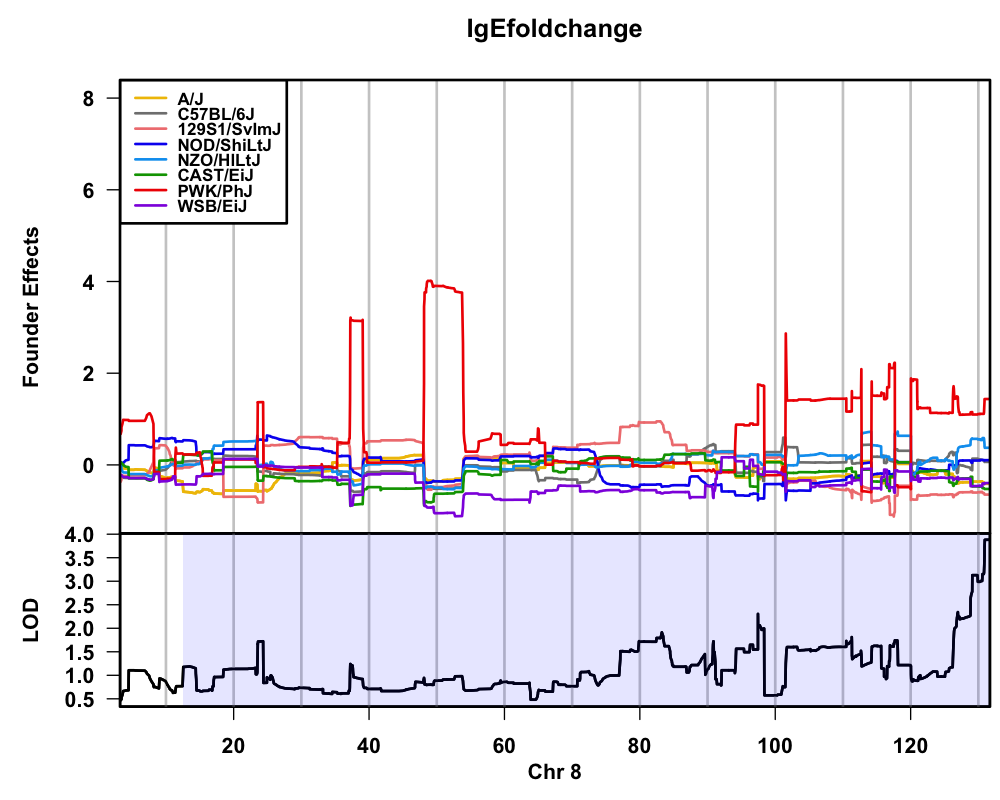 IgEfoldchange
Founder Effects
8
6
4
2
0
A/J
C57BL/6J
129S1/SvImJ
NOD/ShiLtJ
NZO/HILtJ
CAST/EiJ
PWK/PhJ
WSB/EiJ
LOD
4.0
3.5
3.0
2.5
2.0
1.5
1.0
0.5
20 40 60 80 100 120
Chr 8